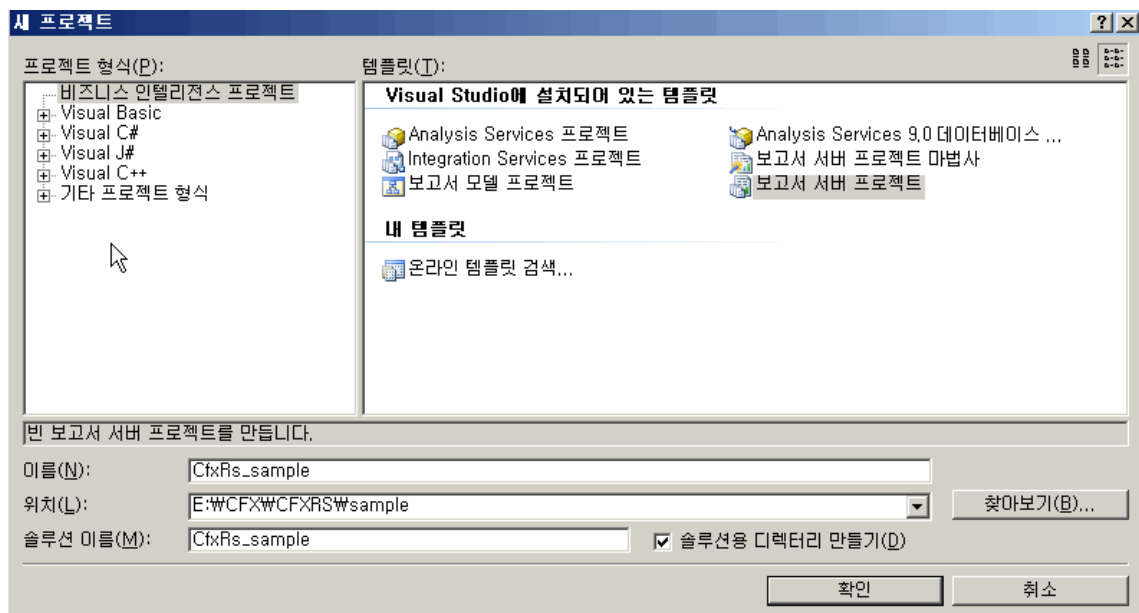 새 프로젝트
프로젝트 형식(P):
템플릿(T):
비즈니스 인텔리전스 프로젝트
Visual Basic
Visual C#
Visual J#
Visual C++
기타 프로젝트 형식
Visual Studio에 설치되어 있는 템플릿
Analysis Services 프로젝트
Analysis Services 9.0 데이터베이스 ...
Integration Services 프로젝트
보고서 서버 프로젝트 마법사
보고서 모델 프로젝트
보고서 서버 프로젝트
내 템플릿
온라인 템플릿 검색...
빈 보고서 서버 프로젝트를 만듭니다.
이름(N):
CfxRs_sample
위치(L):
E:₩CFX₩CFXRS₩sample
찾아보기(B)...
솔루션 이름(M):
CfxRs_sample
솔루션용 디렉터리 만들기(D)
확인
취소